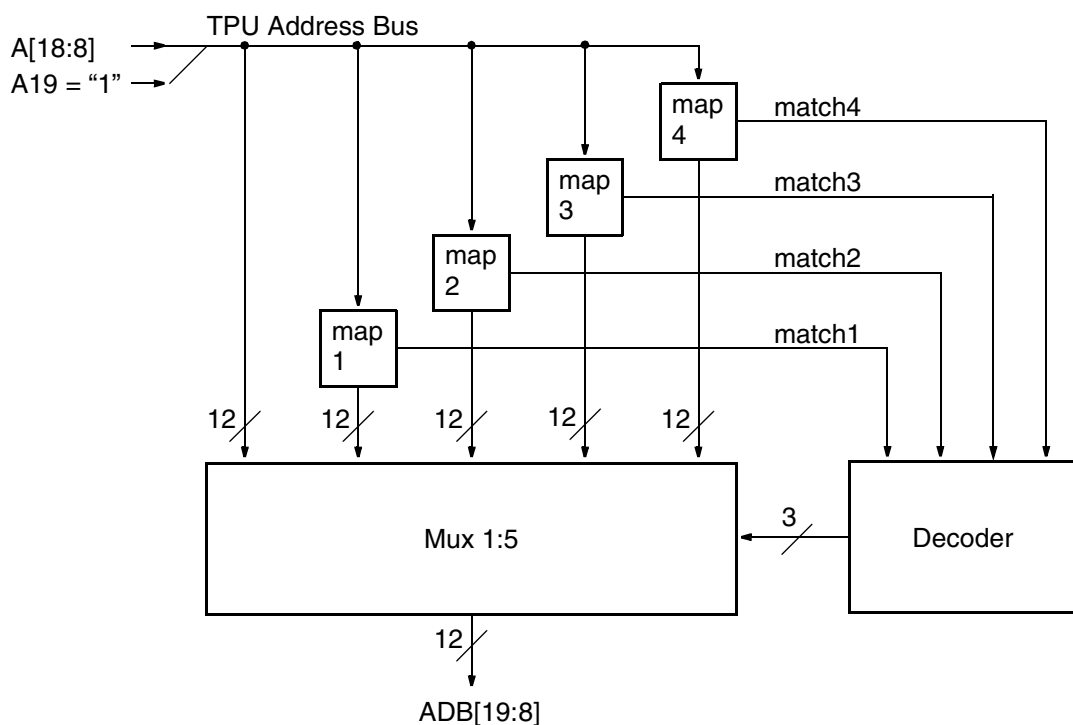 TPU Address Bus
A[18:8]
A19 = “1”
map
4
match4
map
3
match3
map
2
match2
map
1
match1
12
12
12
12
12
Mux 1:5
3
Decoder
12
ADB[19:8]